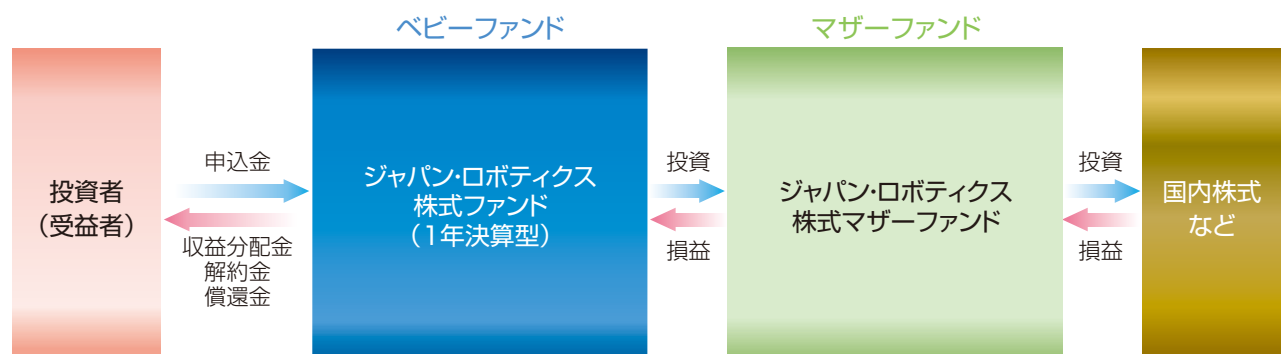 ベビーファンド
マザーファンド
投資者
（受益者）
申込金
収益分配金
解約金
償還金
ジャパン・ロボティクス
株式ファンド
（1年決算型）
投資
損益
ジャパン・ロボティクス
株式マザーファンド
投資
損益
国内株式
など